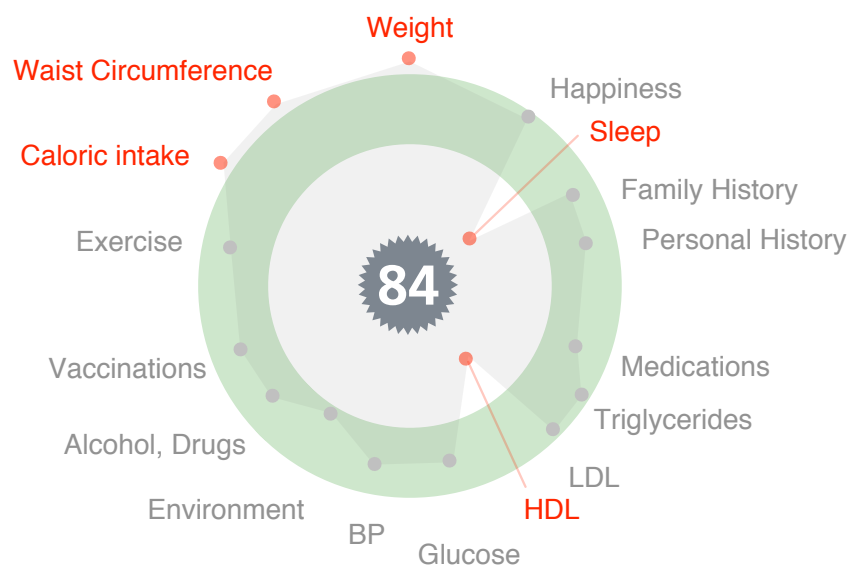 Weight
Waist Circumference
Happiness
Sleep
Caloric intake
Family History
Exercise
Personal History
84
Vaccinations
Medications
Triglycerides
Alcohol, Drugs
LDL
Environment
HDL
BP
Glucose